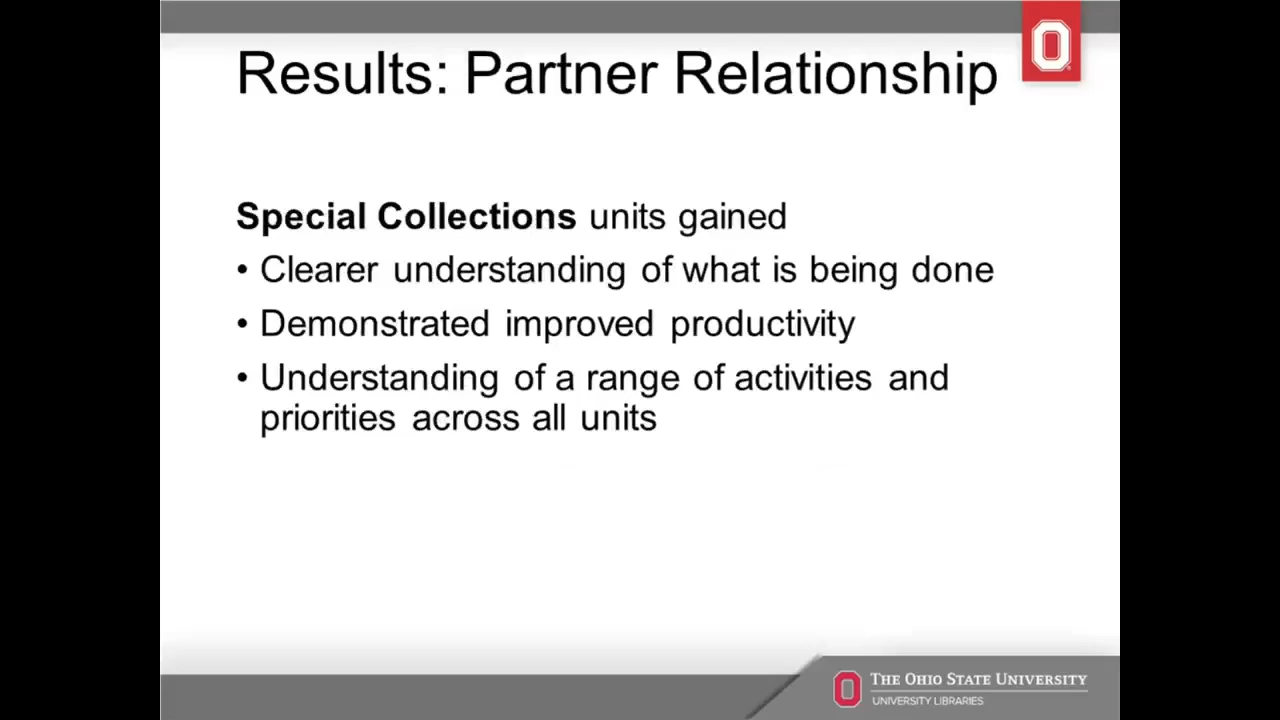 Results: Partner Relationship
Special Collections units gained
• Clearer understanding of what is being done
• Demonstrated improved productivity
• Understanding of a range of activities and
priorities across all units
THE OHIO STATE UNIVERSITY
UNIVERSITY LIBRARIES